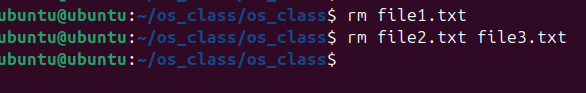 ubuntu@ubuntu:~/os_class/os_class$ rm file1.txt
ubuntu@ubuntu:~/os_class/os_class$ rm file2.txt file3.txt
ubuntu@ubuntu:~/os_class/os_class$